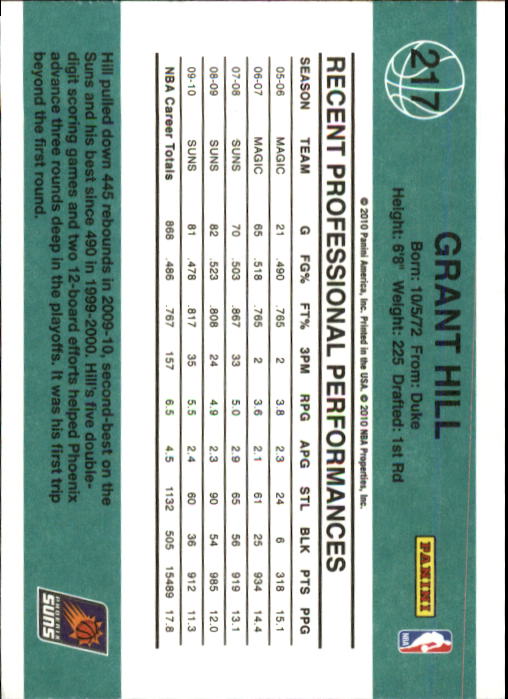 217
GRANT HILL
Born: 10/5/72 From: Duke
Height: 6'8" Weight: 225 Drafted: 1st Rd
PANINI
NBA
© 2010 Panini America, Inc. Printed in the USA. © 2010 NBA Properties, Inc.
RECENT PROFESSIONAL PERFORMANCES
SEASON TEAM G FG% FT% 3PM RPG APG STL BLK PTS PPG
05-06 MAGIC 21 .490 .765 2 3.8 2.3 24 6 318 15.1
06-07 MAGIC 65 .518 .765 2 3.6 2.1 61 25 934 14.4
07-08 SUNS 70 .503 .867 33 5.0 2.9 65 56 919 13.1
08-09 SUNS 82 .523 .808 24 4.9 2.3 90 54 985 12.0
09-10 SUNS 81 .478 .817 35 5.5 2.4 60 36 912 11.3
NBA Career Totals 868 .486 .767 157 6.5 4.5 1132 505 15489 17.8
Hill pulled down 445 rebounds in 2009-10, second-best on the
Suns and his best since 490 in 1999-2000. Hill's five double-
digit scoring games and two 12-board efforts helped Phoenix
advance three rounds deep in the playoffs. It was his first trip
beyond the first round.
PHOENIX
SUNS